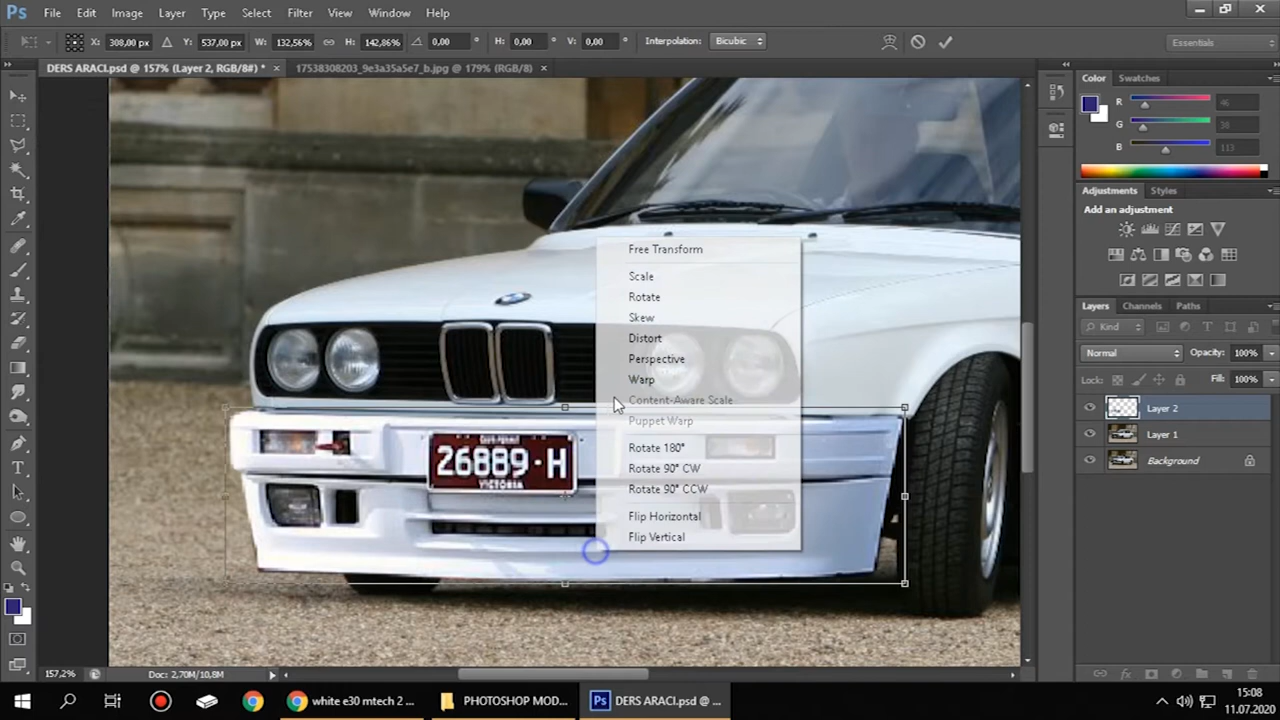 Ps File Edit Image Layer Type Select Filter View Window Help
X: 308,00 px Y: 537,00 px W: 132,56% H: 142,86% 0,00 ° H: 0,00 ° V: 0,00 ° Interpolation: Bicubic Essentials
DERS ARACI.psd @ 157% (Layer 2, RGB/8#) * × 17538308203_9e3a35a5e7_b.jpg @ 179% (RGB/8) ×
Color Swatches
R 46
G 38
B 113
Adjustments Styles
Add an adjustment
Layers Channels Paths
Kind
Normal Opacity: 100%
Lock: Fill: 100%
Layer 2
Layer 1
Background
Free Transform
Scale
Rotate
Skew
Distort
Perspective
Warp
Content-Aware Scale
Puppet Warp
Rotate 180°
Rotate 90° CW
Rotate 90° CCW
Flip Horizontal
Flip Vertical
26889·H
VICTORIA
157,2% Doc: 2,70M/10,8M
white e30 mtech 2 ... PHOTOSHOP MOD... Ps DERS ARACI.psd @ ...
15:08
11.07.2020